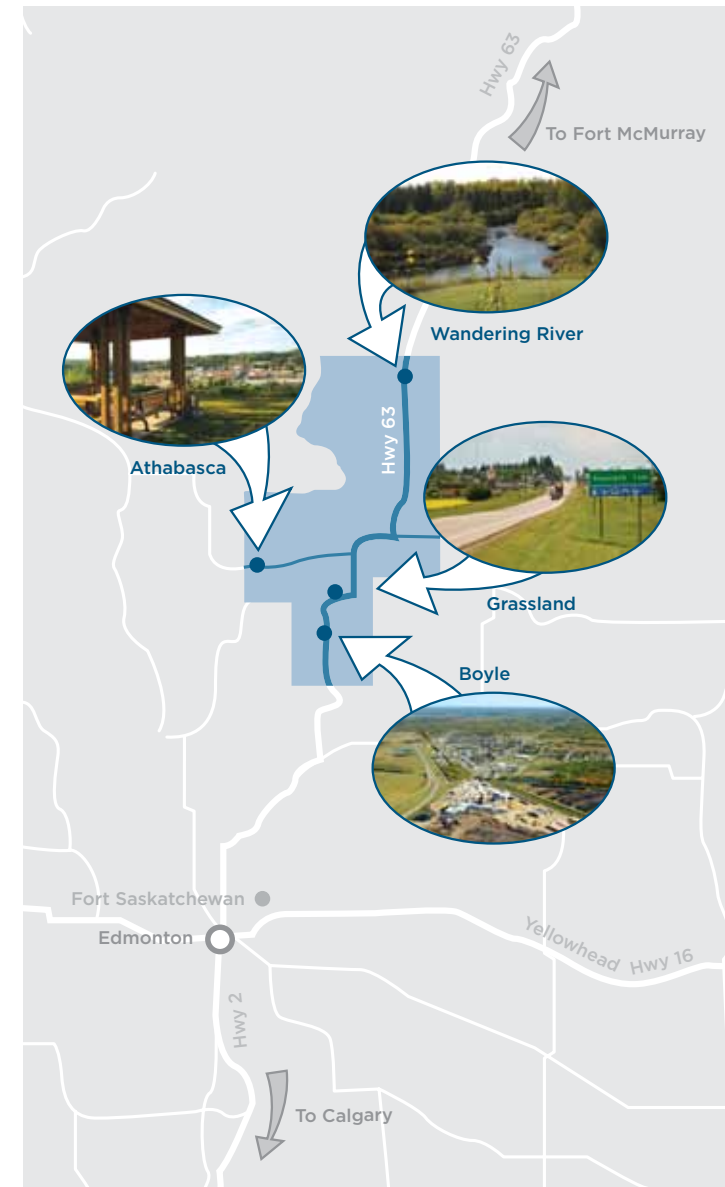 Hwy 63
To Fort McMurray
Wandering River
Hwy 63
Athabasca
Grassland
Boyle
Fort Saskatchewan
Edmonton
Yellowhead Hwy 16
Hwy 2
To Calgary